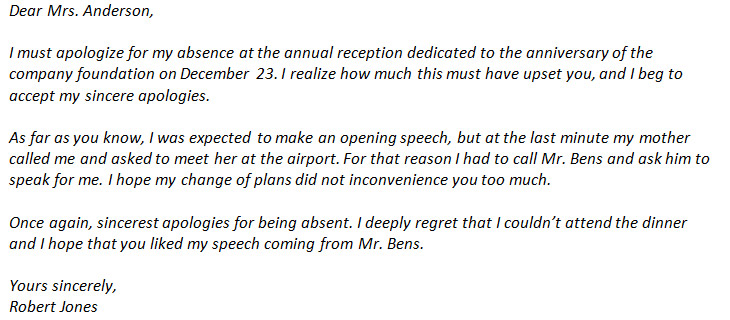 Dear Mrs. Anderson,
I must apologize for my absence at the annual reception dedicated to the anniversary of the
company foundation on December 23. I realize how much this must have upset you, and I beg to
accept my sincere apologies.
As far as you know, I was expected to make an opening speech, but at the last minute my mother
called me and asked to meet her at the airport. For that reason I had to call Mr. Bens and ask him to
speak for me. I hope my change of plans did not inconvenience you too much.
Once again, sincerest apologies for being absent. I deeply regret that I couldn’t attend the dinner
and I hope that you liked my speech coming from Mr. Bens.
Yours sincerely,
Robert Jones